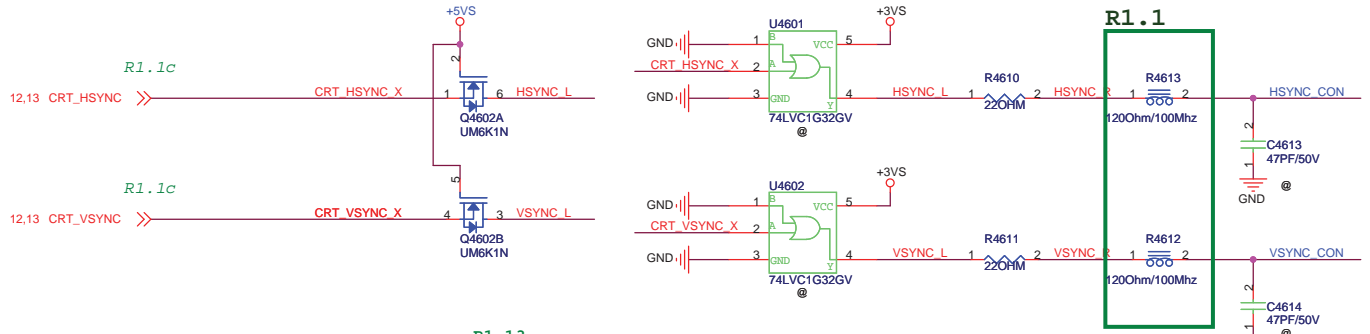 R1.1
+5VS
R1.1c
12,13 CRT_HSYNC
CRT_HSYNC_X
1
2
6
HSYNC_L
Q4602A
UM6K1N
R1.1c
12,13 CRT_VSYNC
CRT_VSYNC_X
4
5
3
VSYNC_L
Q4602B
UM6K1N
U4601
+3VS
GND
1
B
VCC
5
CRT_HSYNC_X
2
A
GND
3
GND
Y
4
HSYNC_L
74LVC1G32GV
@
R4610
1
2
22OHM
HSYNC_R
R4613
1
2
120Ohm/100Mhz
HSYNC_CON
2
C4613
47PF/50V
1
@
GND
U4602
+3VS
GND
1
B
VCC
5
CRT_VSYNC_X
2
A
GND
3
GND
Y
4
VSYNC_L
74LVC1G32GV
@
R4611
1
2
22OHM
VSYNC_R
R4612
1
2
120Ohm/100Mhz
VSYNC_CON
2
C4614
47PF/50V
1